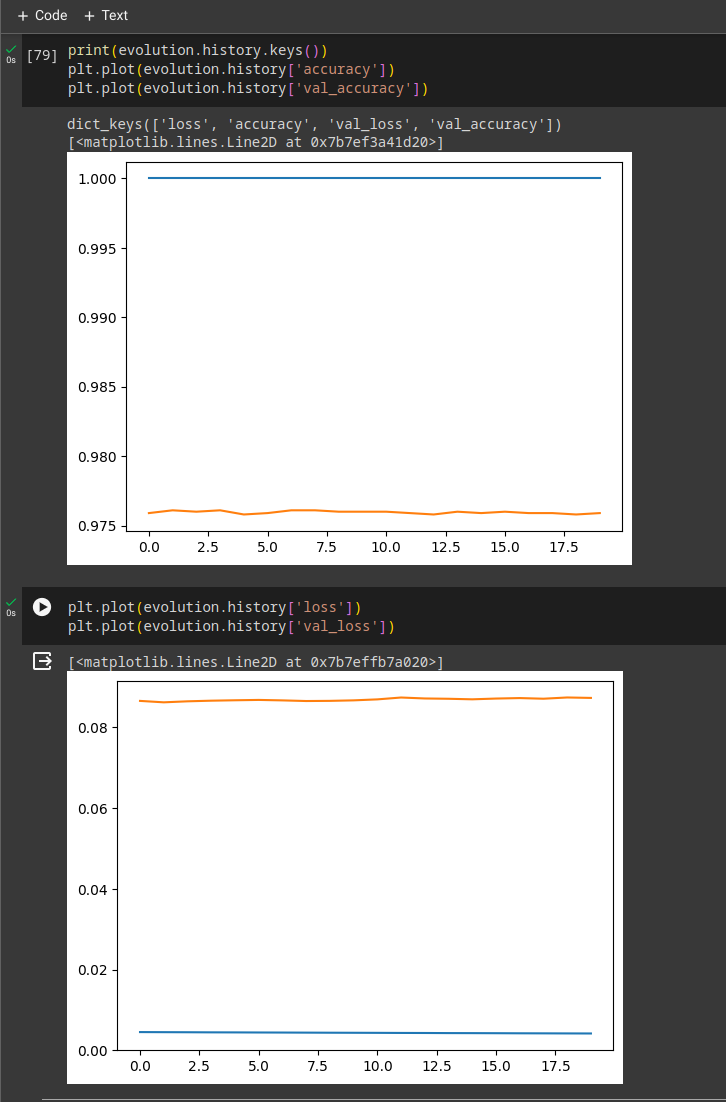 + Code + Text
0s
[79]
print(evolution.history.keys())
plt.plot(evolution.history['accuracy'])
plt.plot(evolution.history['val_accuracy'])
dict_keys(['loss', 'accuracy', 'val_loss', 'val_accuracy'])
[<matplotlib.lines.Line2D at 0x7b7ef3a41d20>]
1.000
0.995
0.990
0.985
0.980
0.975
0.0 2.5 5.0 7.5 10.0 12.5 15.0 17.5
0s
plt.plot(evolution.history['loss'])
plt.plot(evolution.history['val_loss'])
[<matplotlib.lines.Line2D at 0x7b7effb7a020>]
0.08
0.06
0.04
0.02
0.00
0.0 2.5 5.0 7.5 10.0 12.5 15.0 17.5